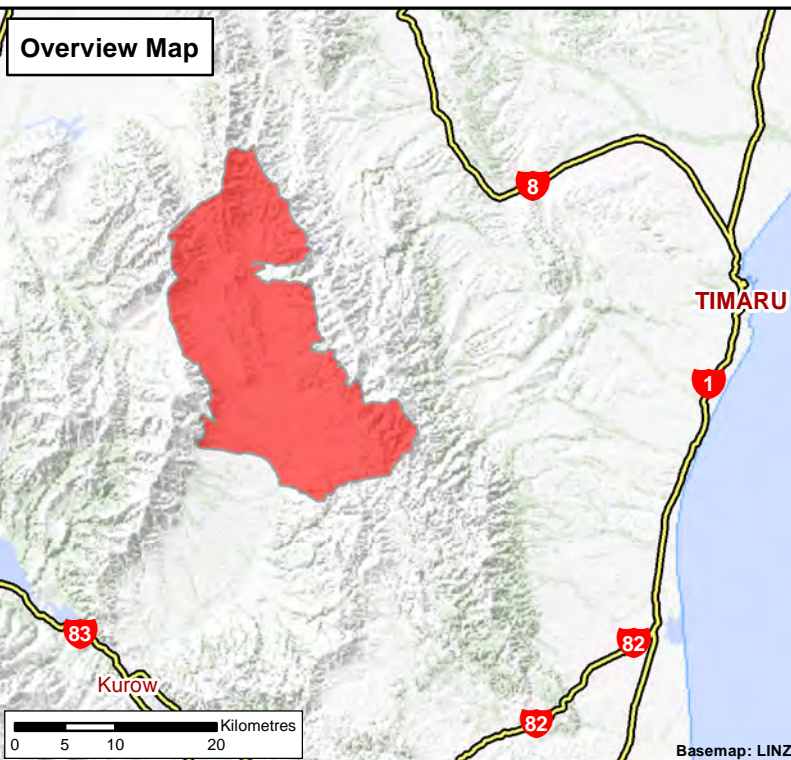 Overview Map
8
TIMARU
1
83
82
Kurow
82
Kilometres
0 5 10 20
Basemap: LINZ